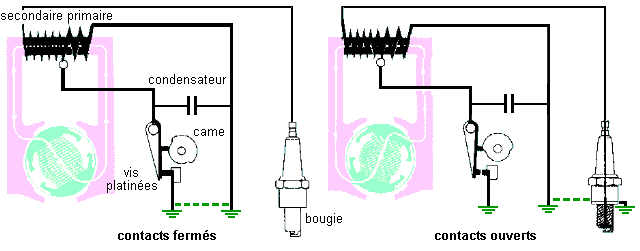 secondaire primaire
condensateur
came
vis
platinées
bougie
contacts fermés
contacts ouverts